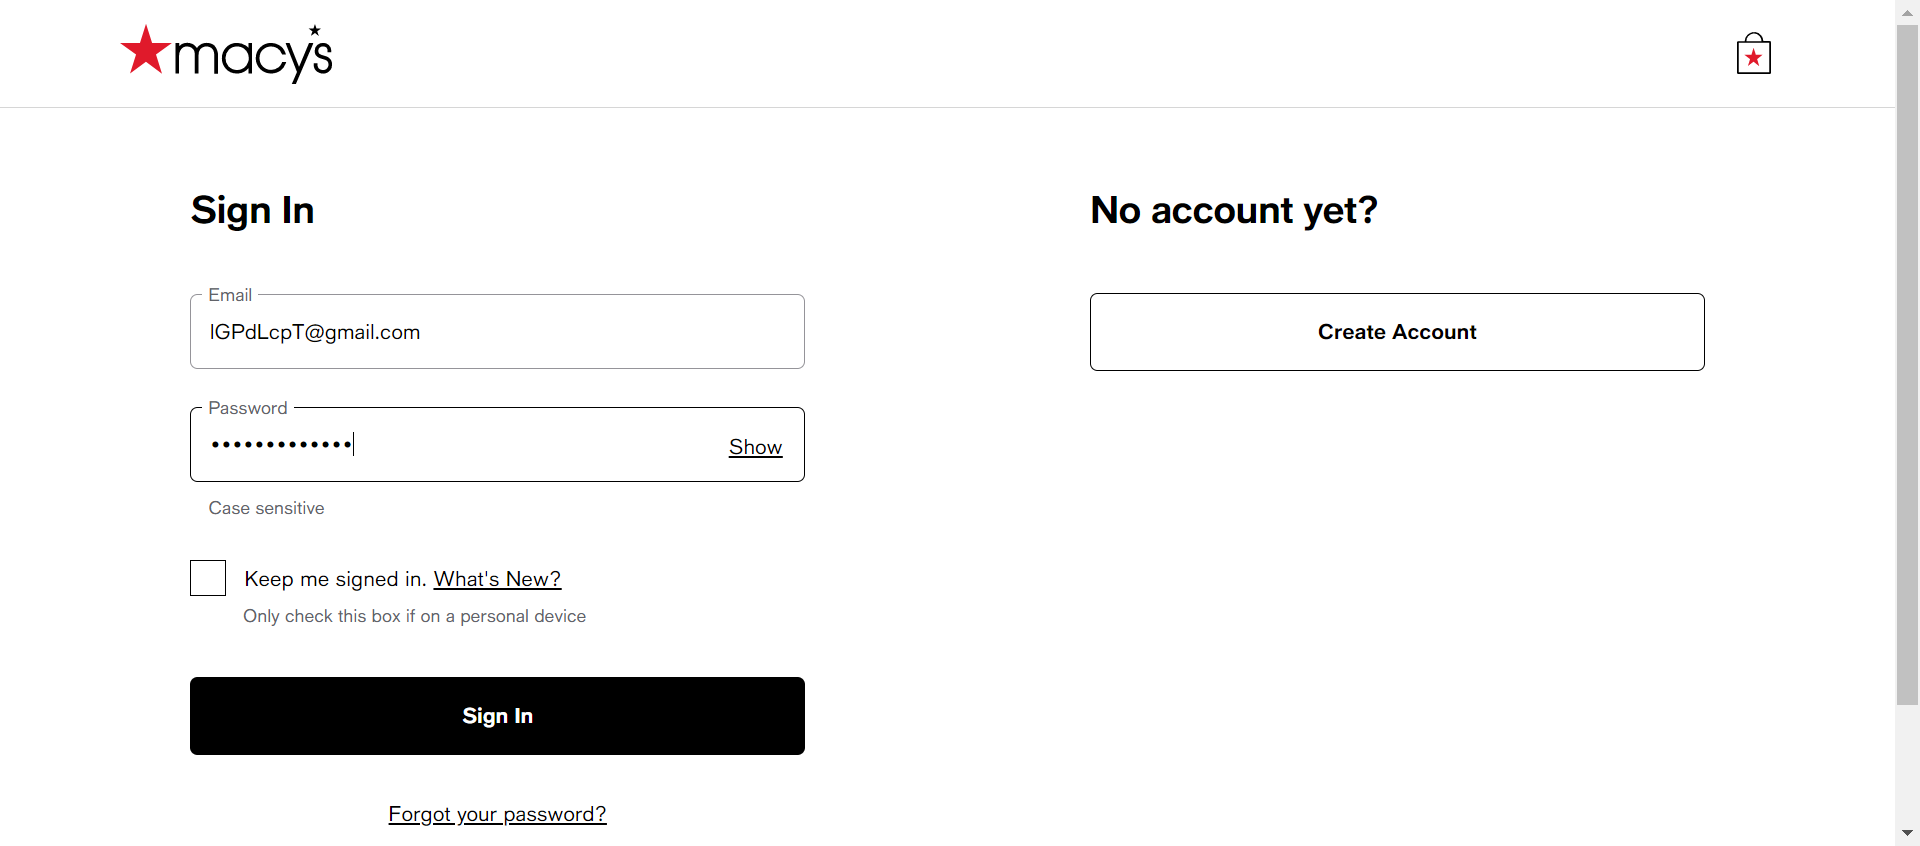 macy's
Sign In
No account yet?
Email
lGPdLcpT@gmail.com
Create Account
Password
•••••••••••••
Show
Case sensitive
Keep me signed in. What's New?
Only check this box if on a personal device
Sign In
Forgot your password?